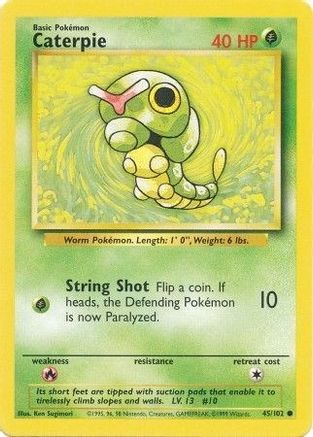 Basic Pokémon
Caterpie 40 HP
Worm Pokémon. Length: 1' 0", Weight: 6 lbs.
String Shot Flip a coin. If
heads, the Defending Pokémon
is now Paralyzed.
10
weakness resistance retreat cost
Its short feet are tipped with suction pads that enable it to
tirelessly climb slopes and walls. LV. 13 #10
Illus. Ken Sugimori ©1995, 96, 98 Nintendo, Creatures, GAMEFREAK. ©1999 Wizards. 45/102